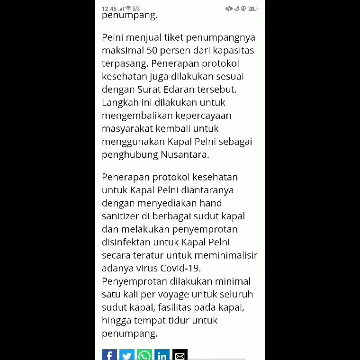 12:46
penumpang.
Pelni menjual tiket penumpangnya
maksimal 50 persen dari kapasitas
terpasang. Penerapan protokol
kesehatan juga dilakukan sesuai
dengan Surat Edaran tersebut.
Langkah ini dilakukan untuk
mengembalikan kepercayaan
masyarakat kembali untuk
menggunakan Kapal Pelni sebagai
penghubung Nusantara.
Penerapan protokol kesehatan
untuk Kapal Pelni diantaranya
dengan menyediakan hand
sanitizer di berbagai sudut kapal
dan melakukan penyemprotan
disinfektan untuk Kapal Pelni
secara teratur untuk meminimalisir
adanya virus Covid-19.
Penyemprotan dilakukan minimal
satu kali per voyage untuk seluruh
sudut kapal, fasilitas pada kapal,
hingga tempat tidur untuk
penumpang.